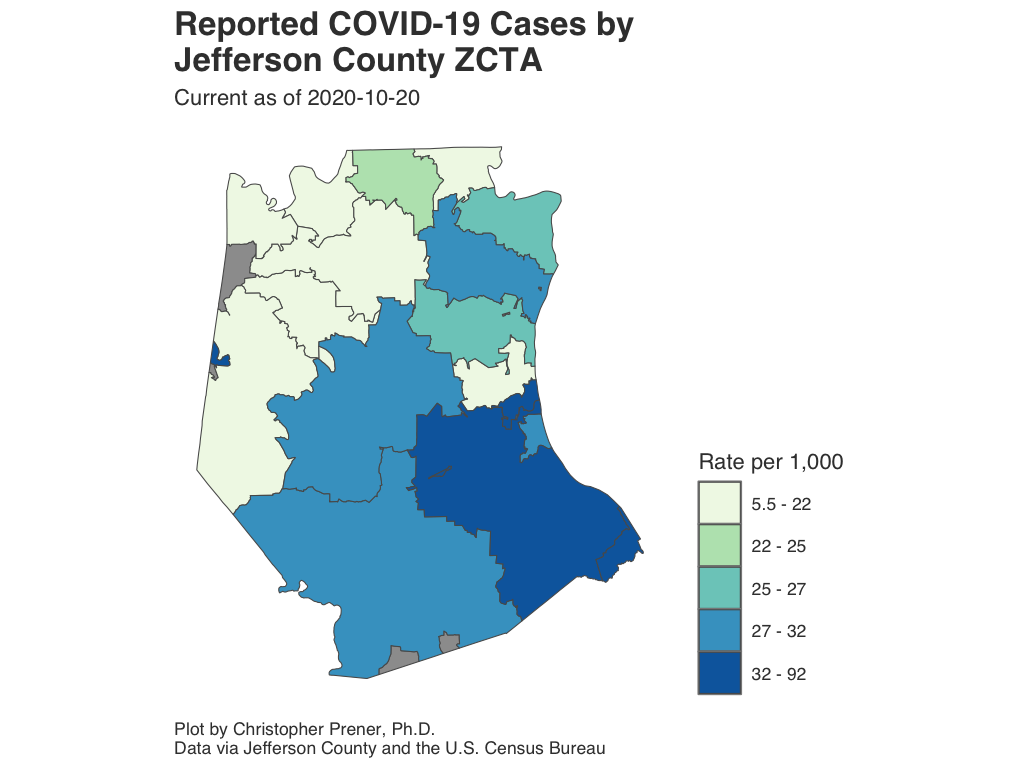 Reported COVID-19 Cases by
Jefferson County ZCTA
Current as of 2020-10-20
Rate per 1,000
5.5 - 22
22 - 25
25 - 27
27 - 32
32 - 92
Plot by Christopher Prener, Ph.D.
Data via Jefferson County and the U.S. Census Bureau